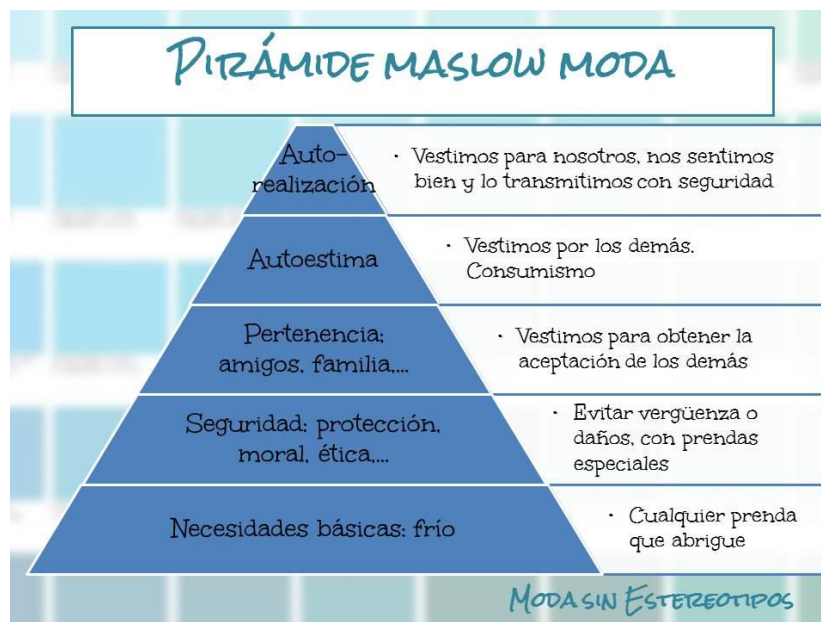 PIRÁMIDE MASLOW MODA
Auto-
realización
· Vestimos para nosotros, nos sentimos
bien y lo transmitimos con seguridad
Autoestima
· Vestimos por los demás.
Consumismo
Pertenencia:
amigos, familia,...
· Vestimos para obtener la
aceptación de los demás
Seguridad: protección,
moral, ética,...
· Evitar vergüenza o
daños, con prendas
especiales
Necesidades básicas: frío
· Cualquier prenda
que abrigue
MODA SIN ESTEREOTIPOS